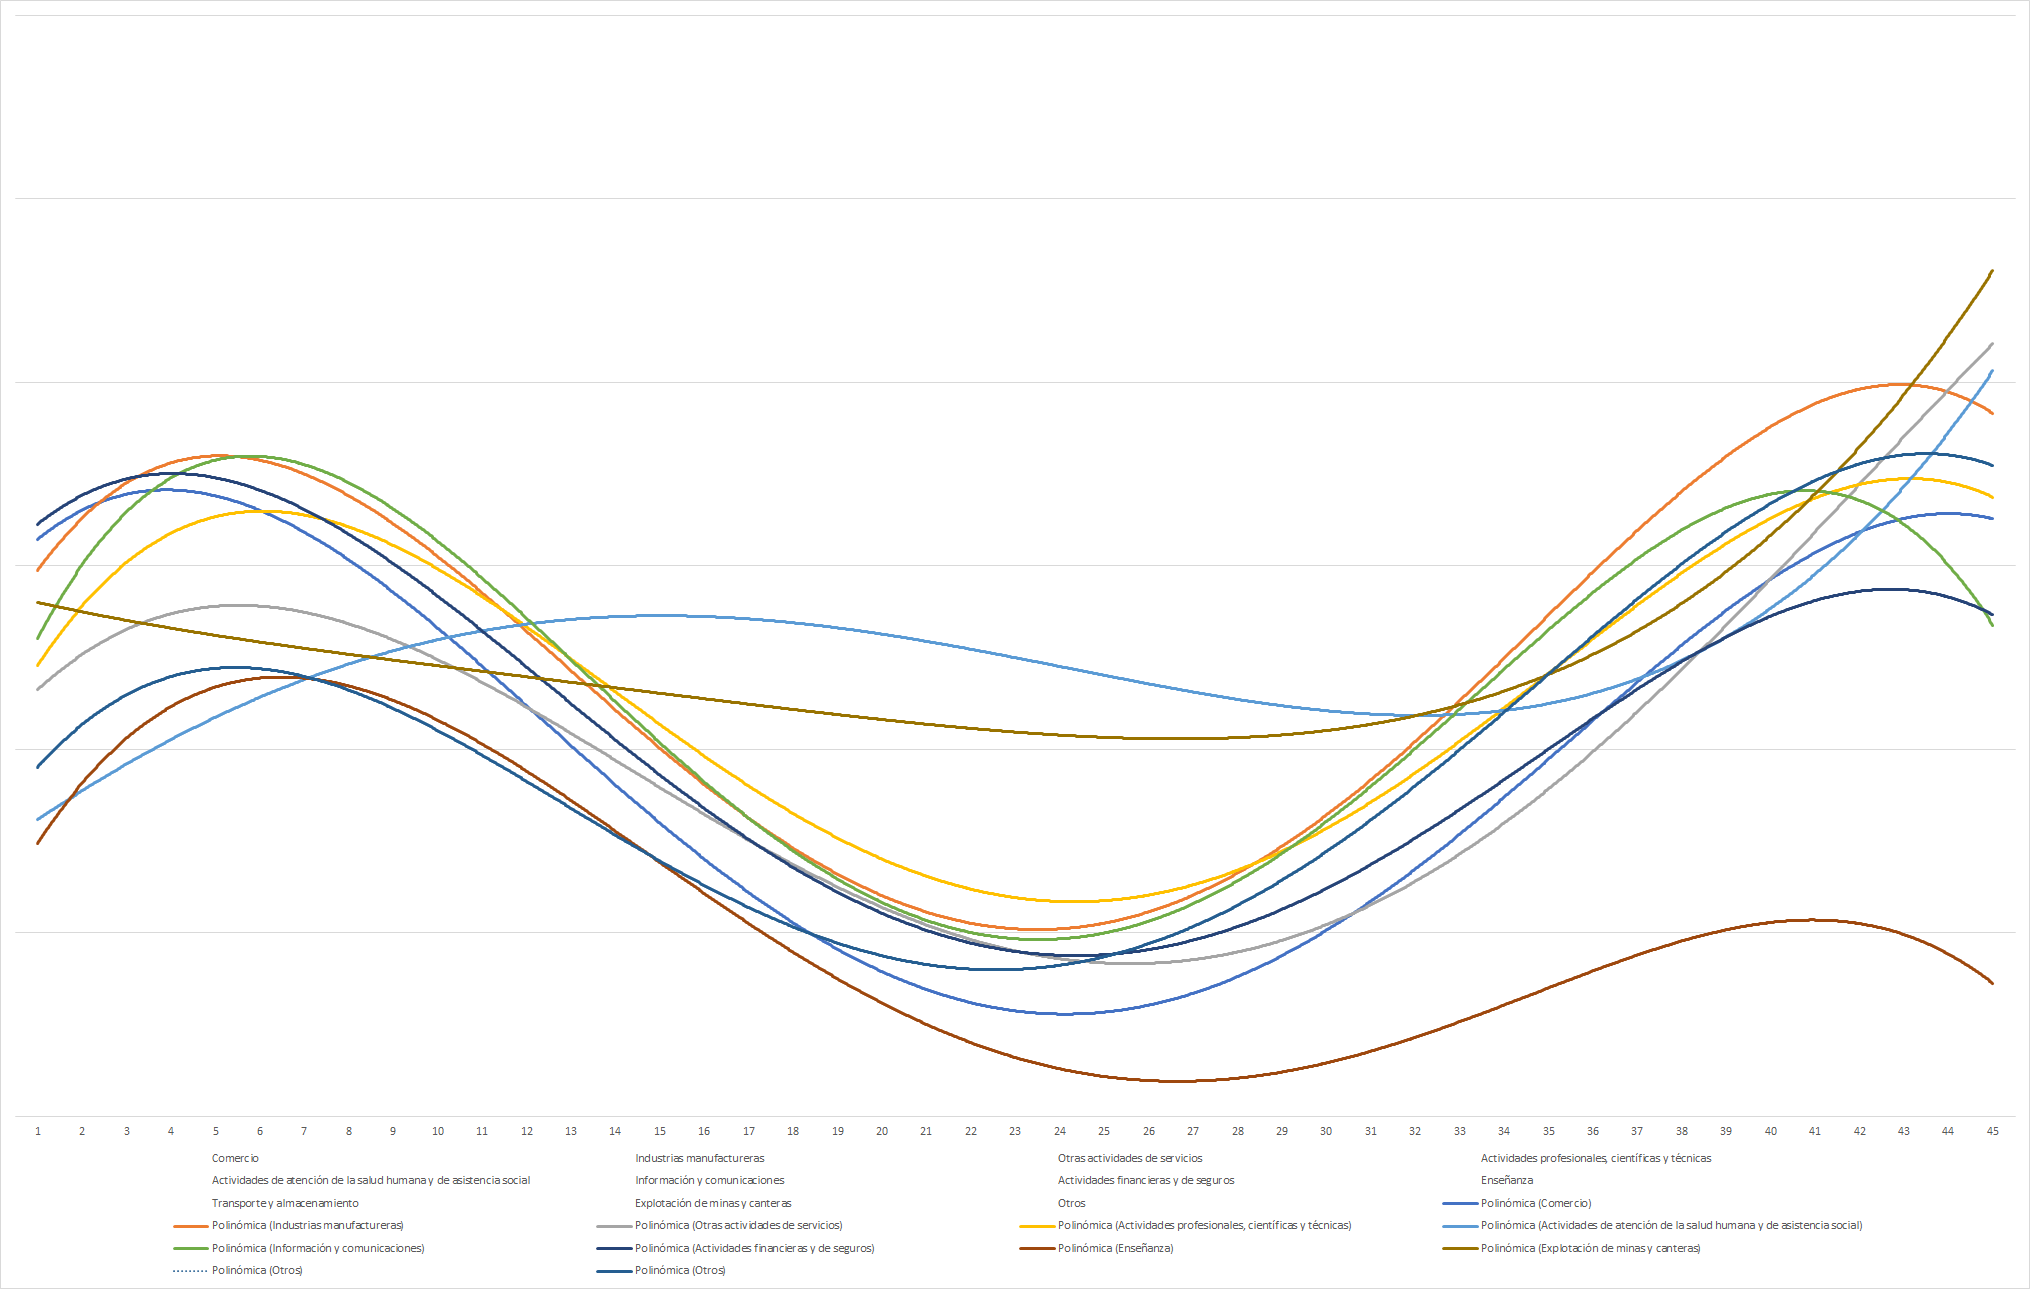 1 2 3 4 5 6 7 8 9 10 11 12 13 14 15 16 17 18 19 20 21 22 23 24 25 26 27 28 29 30 31 32 33 34 35 36 37 38 39 40 41 42 43 44 45
Comercio Industrias manufactureras Otras actividades de servicios Actividades profesionales, científicas y técnicas
Actividades de atención de la salud humana y de asistencia social Información y comunicaciones Actividades financieras y de seguros Enseñanza
Transporte y almacenamiento Explotación de minas y canteras Otros Polinómica (Comercio)
Polinómica (Industrias manufactureras) Polinómica (Otras actividades de servicios) Polinómica (Actividades profesionales, científicas y técnicas) Polinómica (Actividades de atención de la salud humana y de asistencia social)
Polinómica (Información y comunicaciones) Polinómica (Actividades financieras y de seguros) Polinómica (Enseñanza) Polinómica (Explotación de minas y canteras)
Polinómica (Otros) Polinómica (Otros)